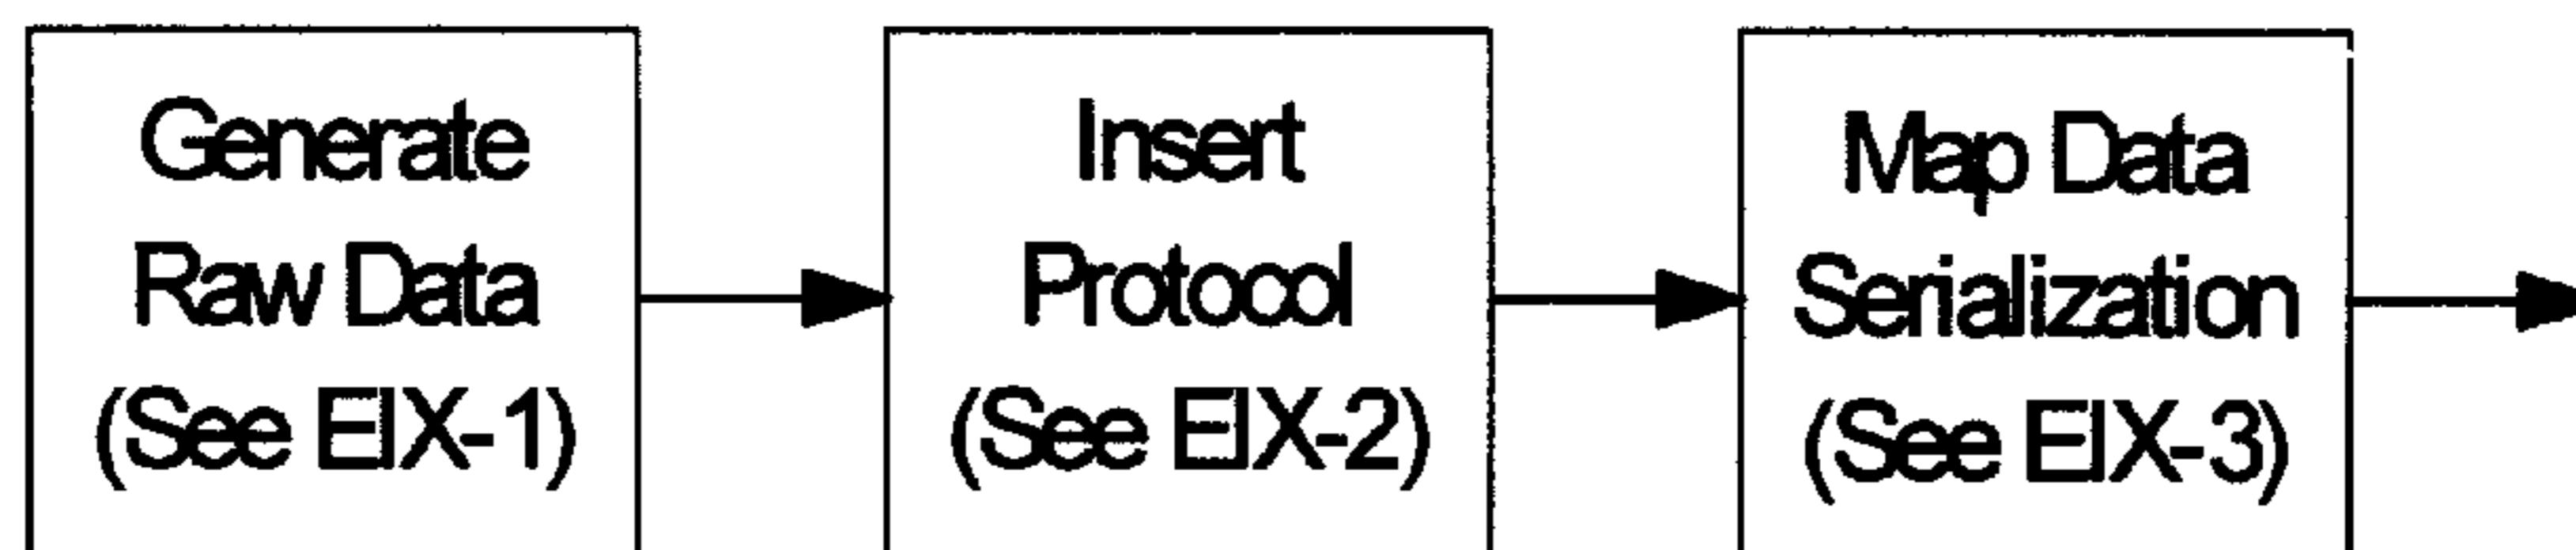 Generate
Raw Data
(See EIX-1)
Insert
Protocol
(See EIX-2)
Map Data
Serialization
(See EIX-3)